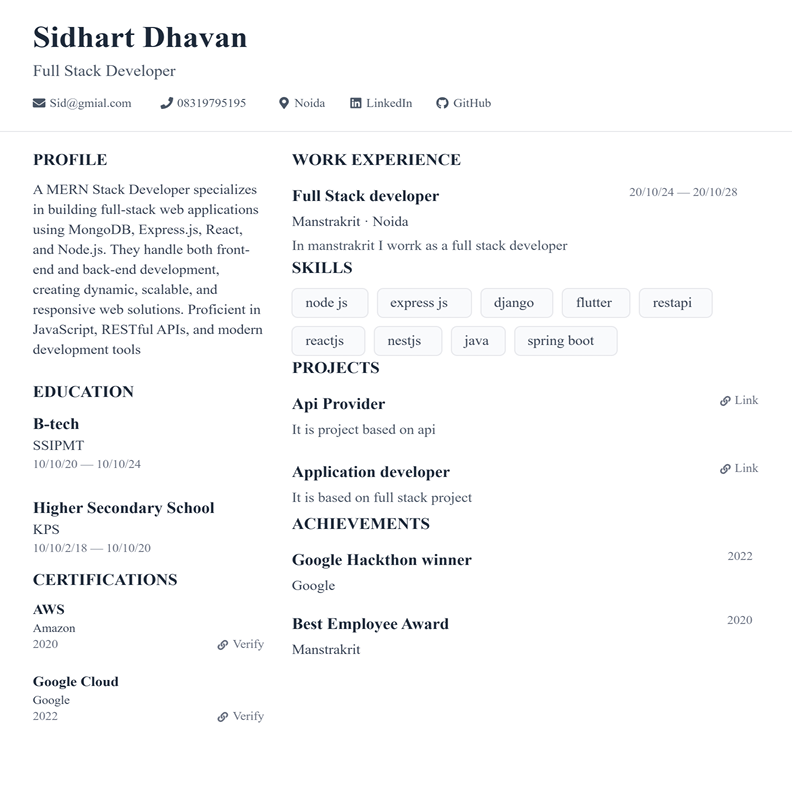 Sidhart Dhavan
Full Stack Developer
Sid@gmial.com 08319795195 Noida LinkedIn GitHub
PROFILE
A MERN Stack Developer specializes
in building full-stack web applications
using MongoDB, Express.js, React,
and Node.js. They handle both front-
end and back-end development,
creating dynamic, scalable, and
responsive web solutions. Proficient in
JavaScript, RESTful APIs, and modern
development tools
EDUCATION
B-tech
SSIPMT
10/10/20 — 10/10/24
Higher Secondary School
KPS
10/10/2/18 — 10/10/20
CERTIFICATIONS
AWS
Amazon
2020 Verify
Google Cloud
Google
2022 Verify
WORK EXPERIENCE
Full Stack developer 20/10/24 — 20/10/28
Manstrakrit · Noida
In manstrakrit I worrk as a full stack developer
SKILLS
node js express js django flutter restapi
reactjs nestjs java spring boot
PROJECTS
Api Provider Link
It is project based on api
Application developer Link
It is based on full stack project
ACHIEVEMENTS
Google Hackthon winner 2022
Google
Best Employee Award 2020
Manstrakrit